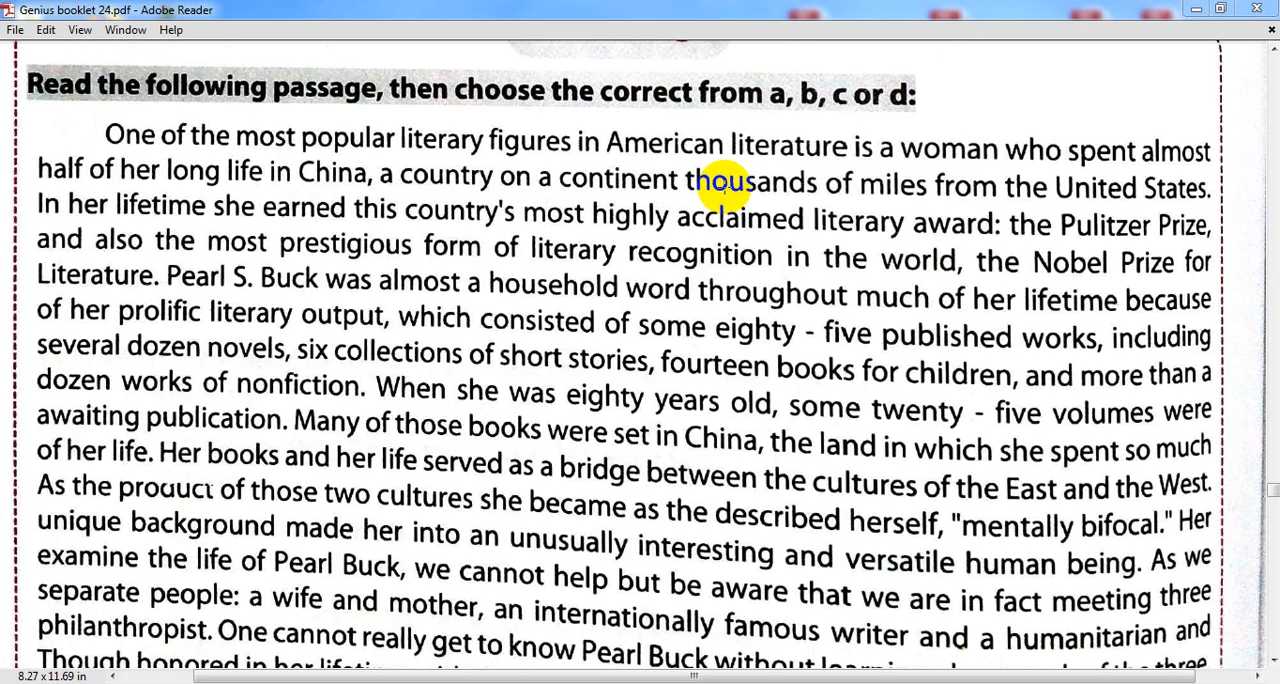 Genius booklet 24.pdf - Adobe Reader
File Edit View Window Help
Read the following passage, then choose the correct from a, b, c or d:
One of the most popular literary figures in American literature is a woman who spent almost
half of her long life in China, a country on a continent thousands of miles from the United States.
In her lifetime she earned this country's most highly acclaimed literary award: the Pulitzer Prize,
and also the most prestigious form of literary recognition in the world, the Nobel Prize for
Literature. Pearl S. Buck was almost a household word throughout much of her lifetime because
of her prolific literary output, which consisted of some eighty - five published works, including
several dozen novels, six collections of short stories, fourteen books for children, and more than a
dozen works of nonfiction. When she was eighty years old, some twenty - five volumes were
awaiting publication. Many of those books were set in China, the land in which she spent so much
of her life. Her books and her life served as a bridge between the cultures of the East and the West.
As the product of those two cultures she became as the described herself, "mentally bifocal." Her
unique background made her into an unusually interesting and versatile human being. As we
examine the life of Pearl Buck, we cannot help but be aware that we are in fact meeting three
separate people: a wife and mother, an internationally famous writer and a humanitarian and
philanthropist. One cannot really get to know Pearl Buck without
Though honored in her
8.27 x 11.69 in